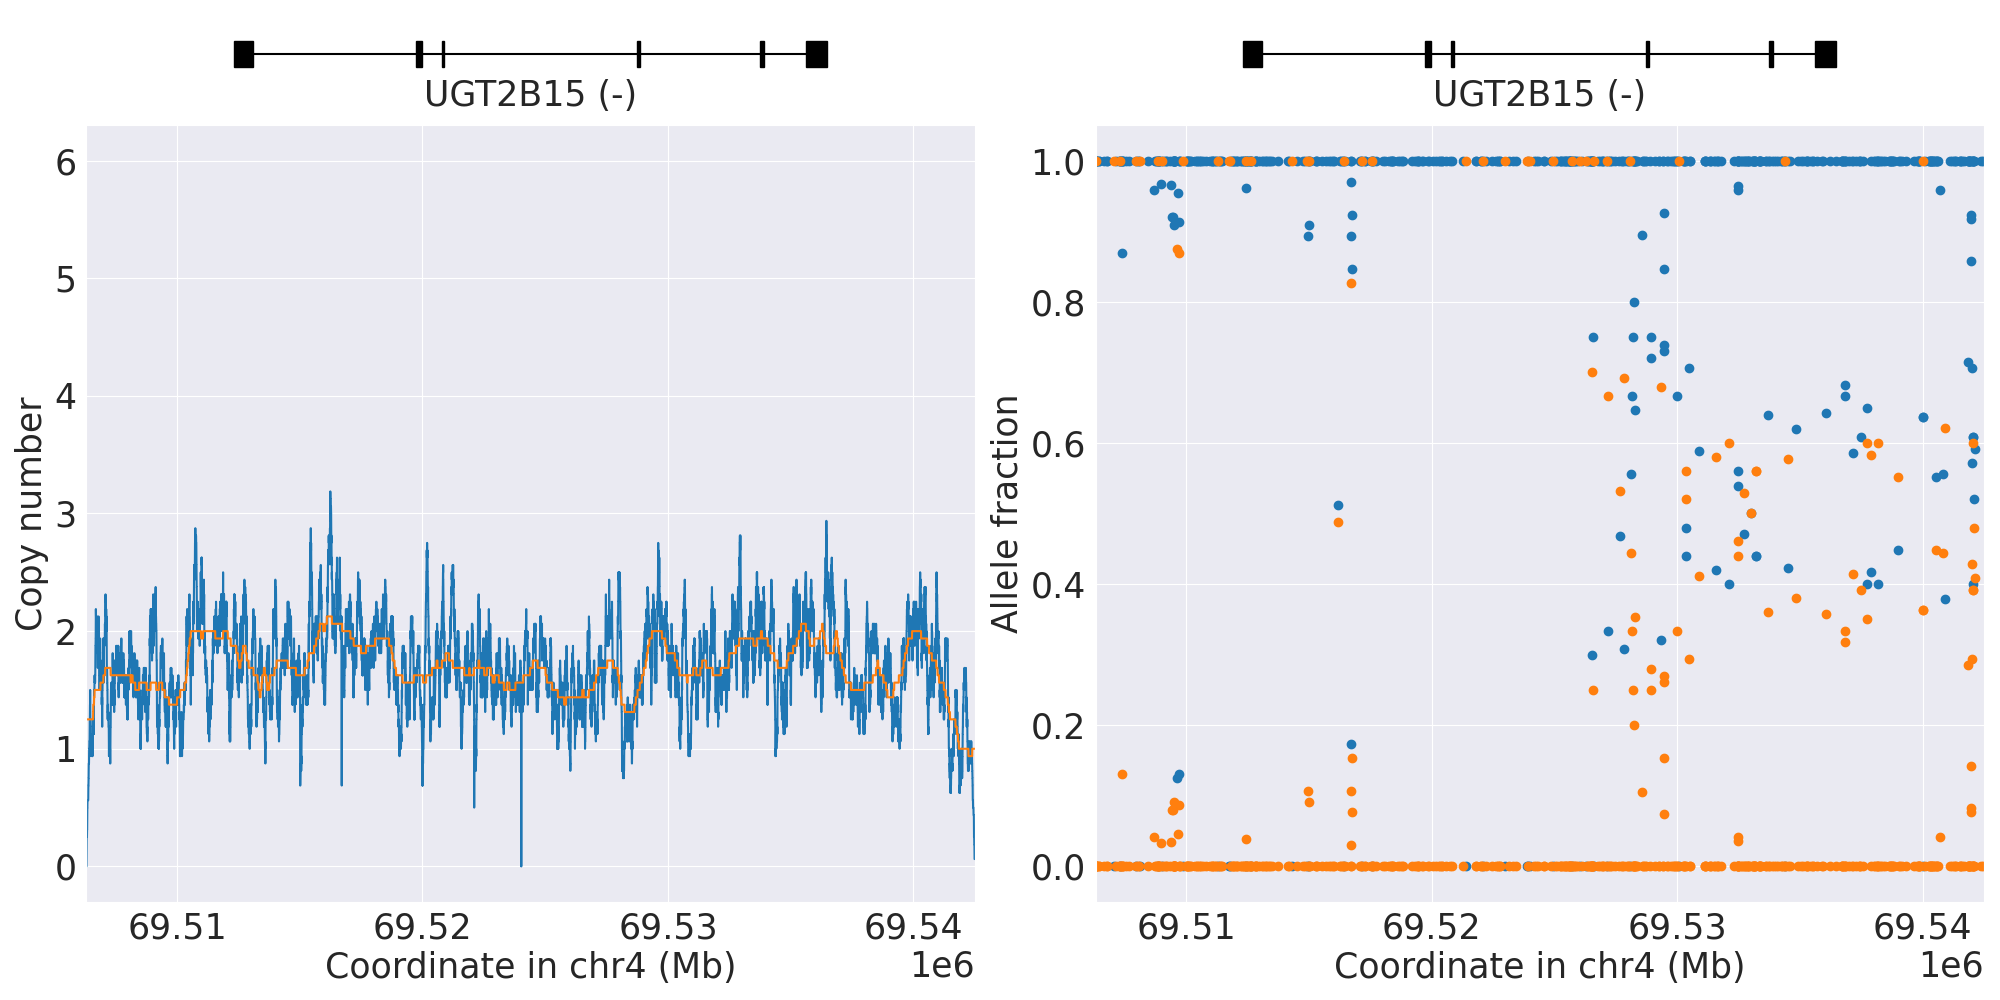 UGT2B15 (-)
UGT2B15 (-)
6
5
4
3
2
1
0
Copy number
69.51
69.52
69.53
69.54
Coordinate in chr4 (Mb)
1e6
1.0
0.8
0.6
0.4
0.2
0.0
Allele fraction
69.51
69.52
69.53
69.54
Coordinate in chr4 (Mb)
1e6